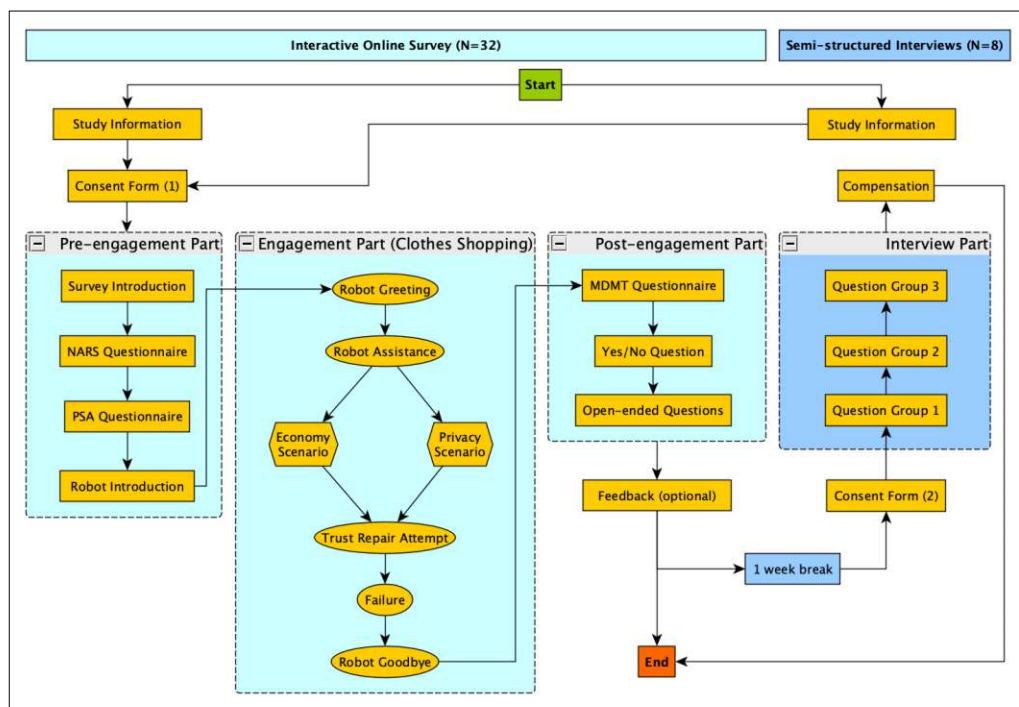 Interactive Online Survey (N=32)
Semi-structured Interviews (N=8)
Start
Study Information
Study Information
Consent Form (1)
Compensation
Pre-engagement Part
Survey Introduction
NARS Questionnaire
PSA Questionnaire
Robot Introduction
Engagement Part (Clothes Shopping)
Robot Greeting
Robot Assistance
Economy
Scenario
Privacy
Scenario
Trust Repair Attempt
Failure
Robot Goodbye
Post-engagement Part
MDMT Questionnaire
Yes/No Question
Open-ended Questions
Interview Part
Question Group 3
Question Group 2
Question Group 1
Feedback (optional)
Consent Form (2)
1 week break
End